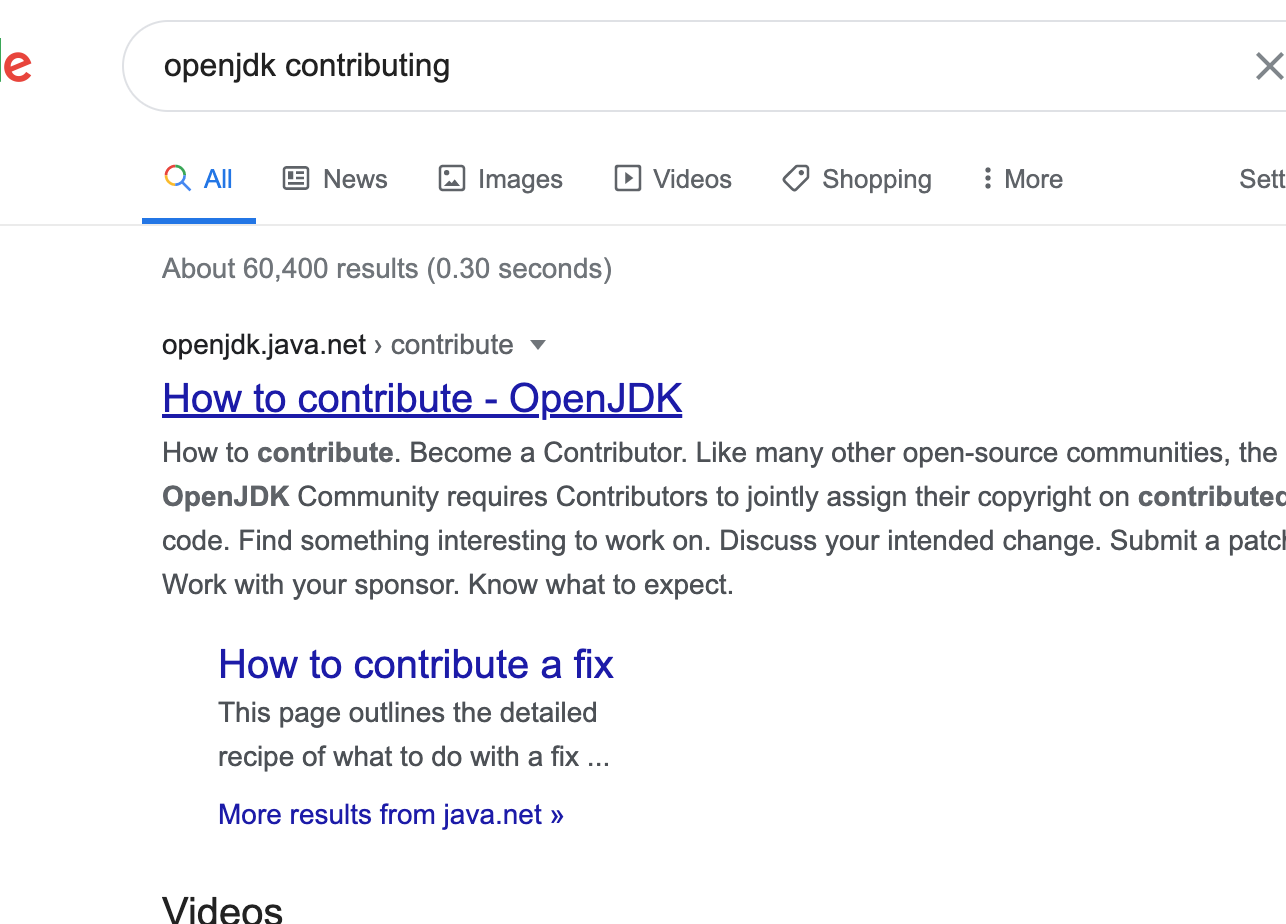 e
openjdk contributing
All News Images Videos Shopping More Sett
About 60,400 results (0.30 seconds)
openjdk.java.net › contribute
How to contribute - OpenJDK
How to contribute. Become a Contributor. Like many other open-source communities, the
OpenJDK Community requires Contributors to jointly assign their copyright on contributed
code. Find something interesting to work on. Discuss your intended change. Submit a patch
Work with your sponsor. Know what to expect.
How to contribute a fix
This page outlines the detailed
recipe of what to do with a fix ...
More results from java.net »
Videos